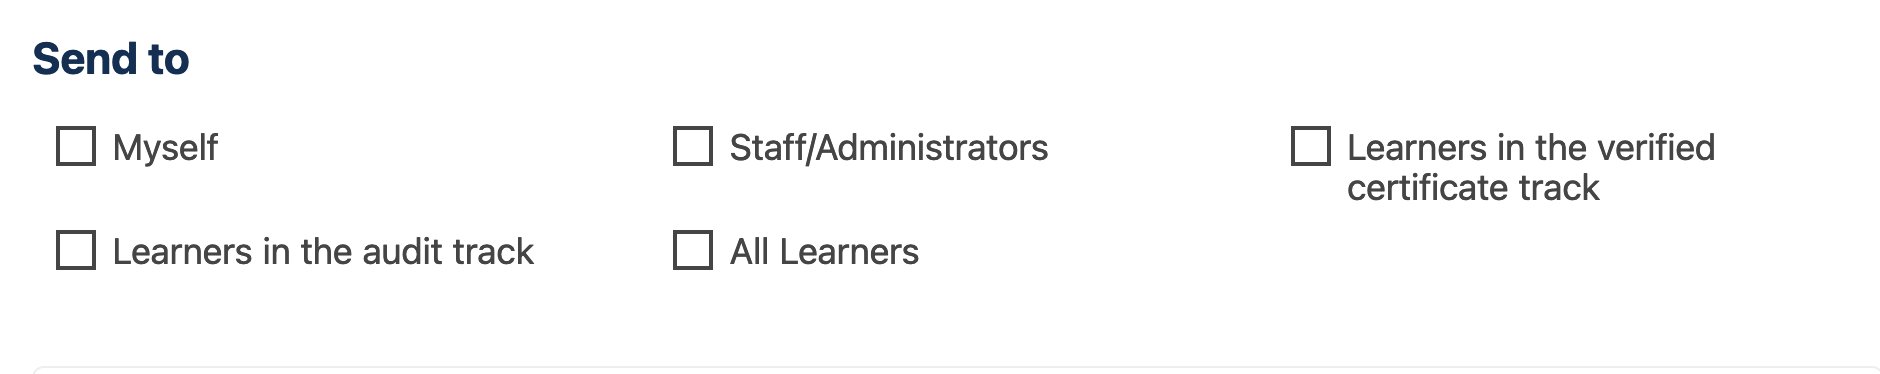 Send to
Myself
Staff/Administrators
Learners in the verified
certificate track
Learners in the audit track
All Learners